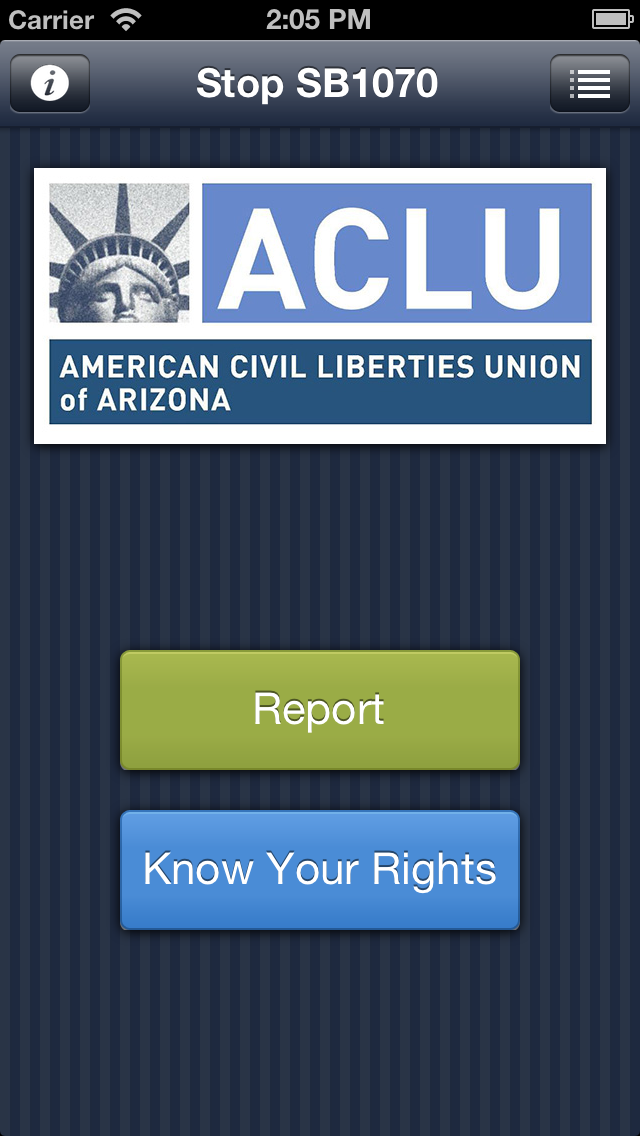 Carrier 2:05 PM
Stop SB1070
ACLU
AMERICAN CIVIL LIBERTIES UNION
of ARIZONA
Report
Know Your Rights